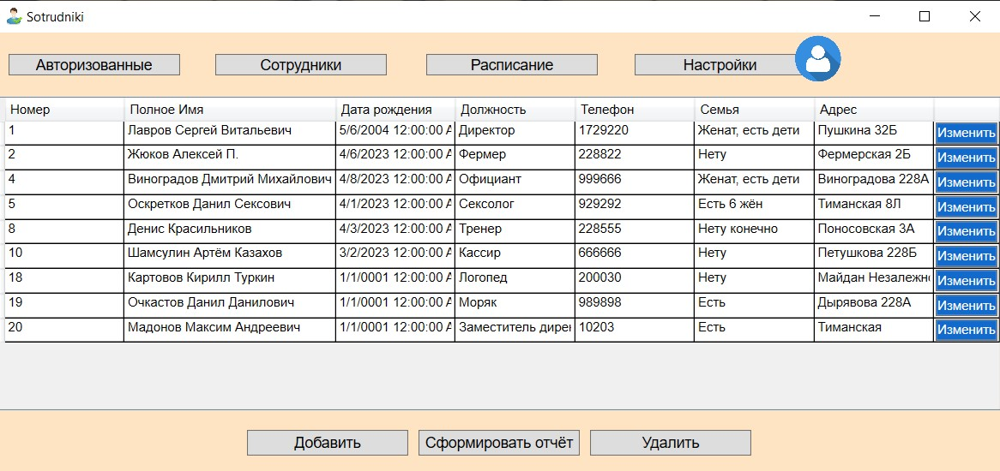 Sotrudniki
Авторизованные Сотрудники Расписание Настройки
Номер Полное Имя Дата рождения Должность Телефон Семья Адрес
1 Лавров Сергей Витальевич 5/6/2004 12:00:00 A Директор 1729220 Женат, есть дети Пушкина 32Б Изменить
2 Жюков Алексей П. 4/6/2023 12:00:00 A Фермер 228822 Нету Фермерская 2Б Изменить
4 Виноградов Дмитрий Михайлович 4/8/2023 12:00:00 A Официант 999666 Женат, есть дети Виноградова 228А Изменить
5 Оскретков Данил Сексович 4/1/2023 12:00:00 A Сексолог 929292 Есть 6 жён Тиманская 8Л Изменить
8 Денис Красильников 4/3/2023 12:00:00 A Тренер 228555 Нету конечно Поносовская 3А Изменить
10 Шамсулин Артём Казахов 3/2/2023 12:00:00 A Кассир 666666 Нету Петушкова 228Б Изменить
18 Картовов Кирилл Туркин 1/1/0001 12:00:00 A Логопед 200030 Нету Майдан Незалежно Изменить
19 Очкастов Данил Данилович 1/1/0001 12:00:00 A Моряк 989898 Есть Дырявова 228А Изменить
20 Мадонов Максим Андреевич 1/1/0001 12:00:00 A Заместитель дирек 10203 Есть Тиманская Изменить
Добавить Сформировать отчёт Удалить